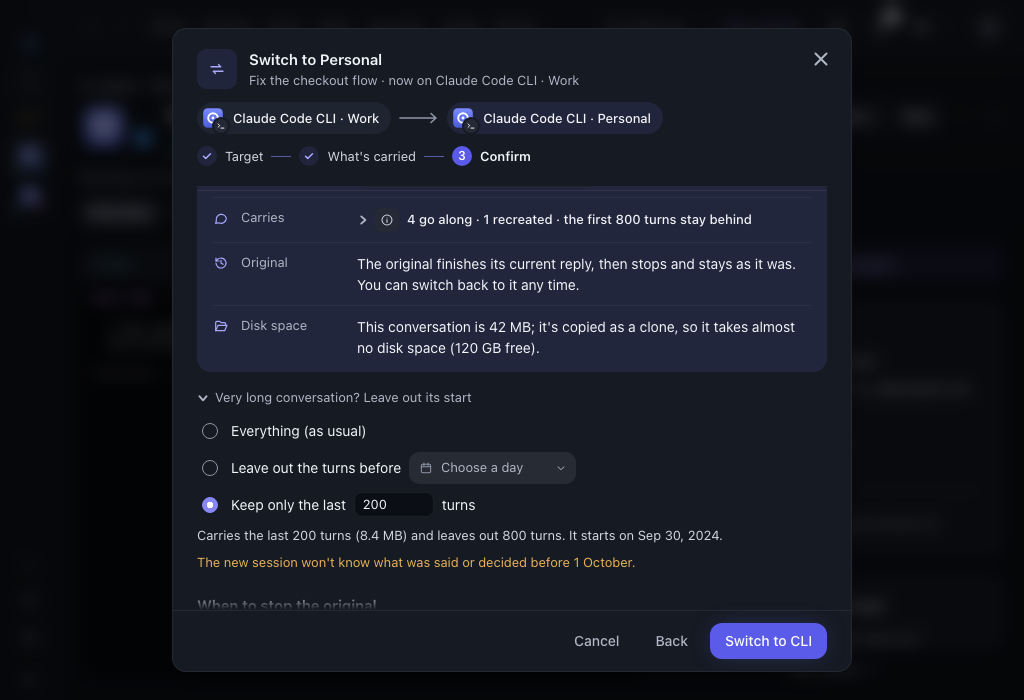 Switch to Personal
Fix the checkout flow · now on Claude Code CLI · Work
Claude Code CLI · Work
Claude Code CLI · Personal
Target
What's carried
3 Confirm
Carries
4 go along · 1 recreated · the first 800 turns stay behind
Original
The original finishes its current reply, then stops and stays as it was.
You can switch back to it any time.
Disk space
This conversation is 42 MB; it's copied as a clone, so it takes almost
no disk space (120 GB free).
Very long conversation? Leave out its start
Everything (as usual)
Leave out the turns before Choose a day
Keep only the last 200 turns
Carries the last 200 turns (8.4 MB) and leaves out 800 turns. It starts on Sep 30, 2024.
The new session won't know what was said or decided before 1 October.
When to stop the original
Cancel
Back
Switch to CLI